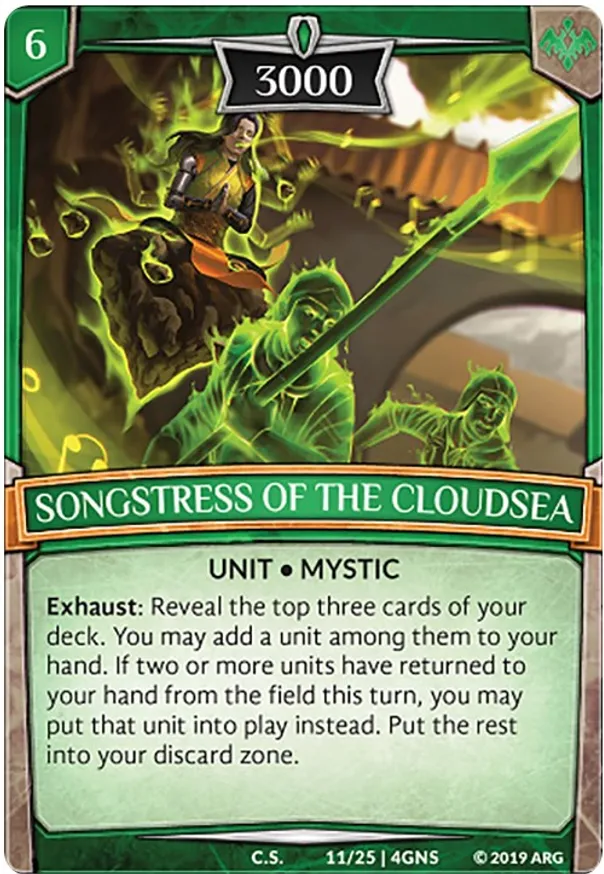 6
3000
SONGSTRESS OF THE CLOUDSEA
UNIT • MYSTIC
Exhaust: Reveal the top three cards of your
deck. You may add a unit among them to your
hand. If two or more units have returned to
your hand from the field this turn, you may
put that unit into play instead. Put the rest
into your discard zone.
C.S. 11/25 | 4GNS © 2019 ARG